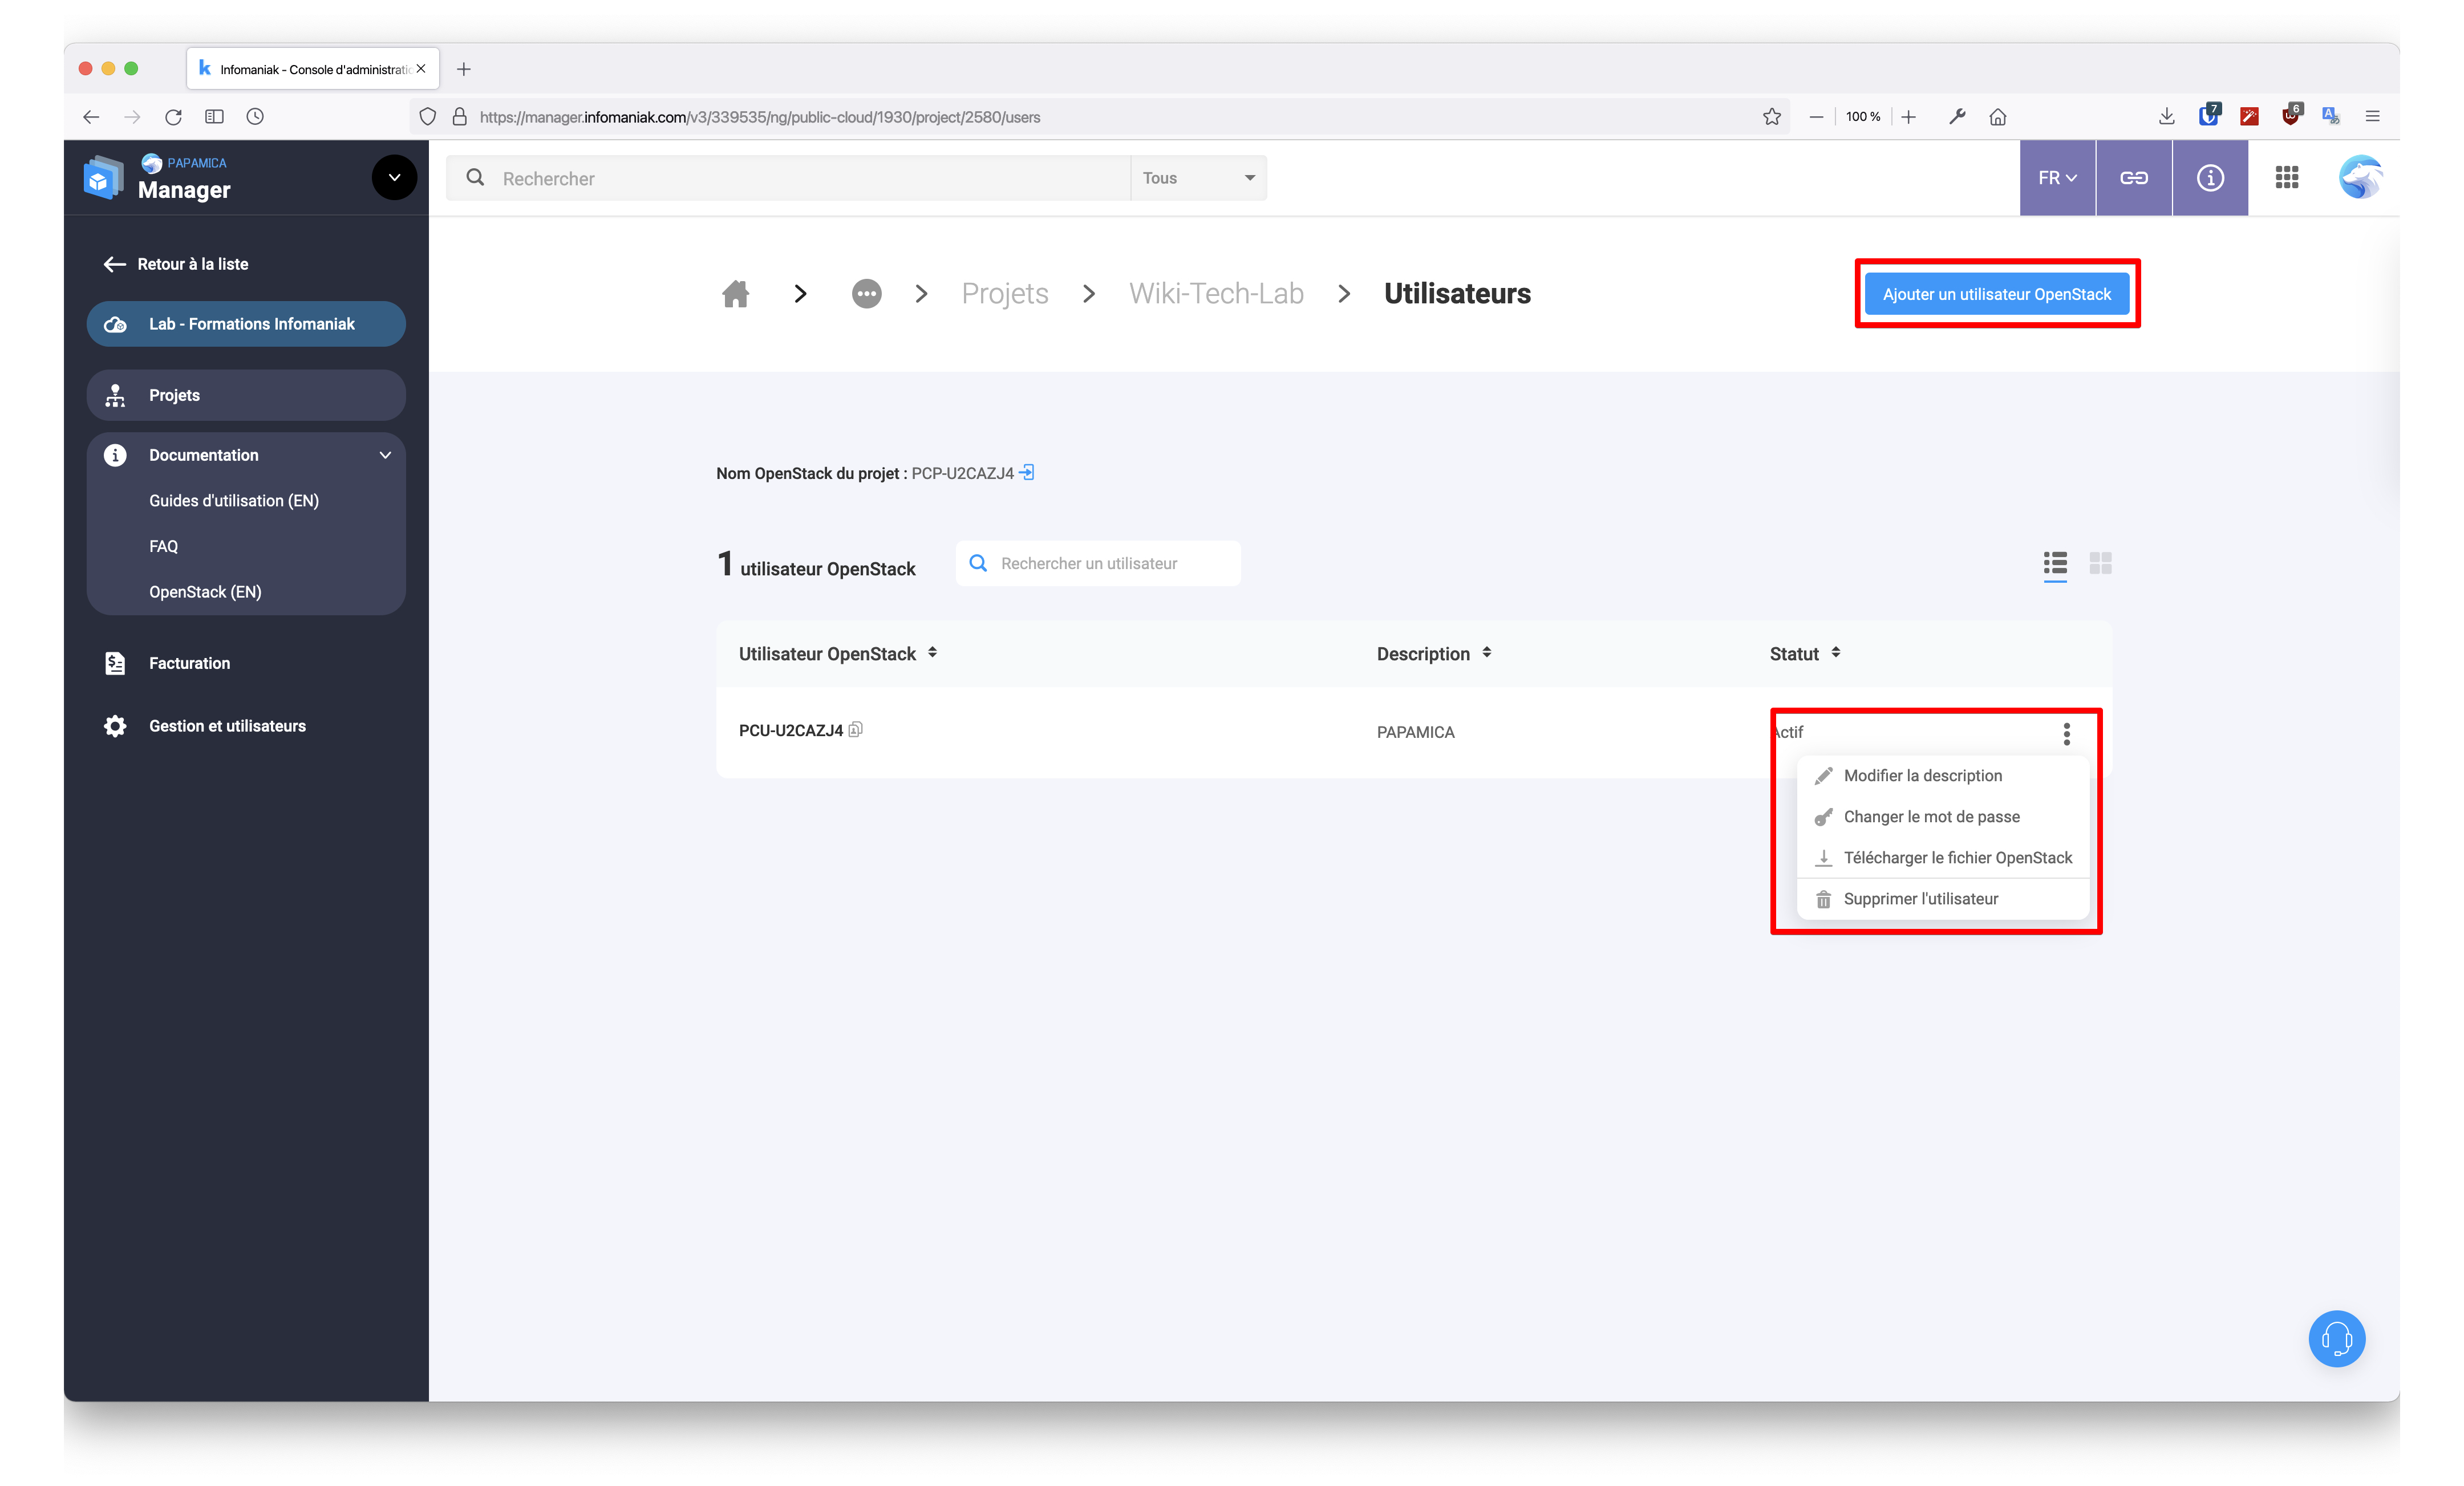 Infomaniak - Console d'administratio
https://manager.infomaniak.com/v3/339535/ng/public-cloud/1930/project/2580/users
100 %
7
6
PAPAMICA
Manager
Rechercher
Tous
FR
Retour à la liste
Lab - Formations Infomaniak
Projets
Documentation
Guides d'utilisation (EN)
FAQ
OpenStack (EN)
Facturation
Gestion et utilisateurs
Projets > Wiki-Tech-Lab > Utilisateurs
Ajouter un utilisateur OpenStack
Nom OpenStack du projet : PCP-U2CAZJ4
1 utilisateur OpenStack
Rechercher un utilisateur
Utilisateur OpenStack Description Statut
PCU-U2CAZJ4 PAPAMICA Actif
Modifier la description
Changer le mot de passe
Télécharger le fichier OpenStack
Supprimer l'utilisateur